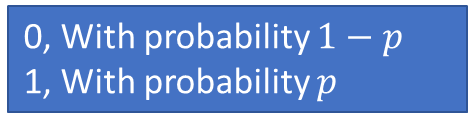 0, With probability 1 − p
1, With probability p